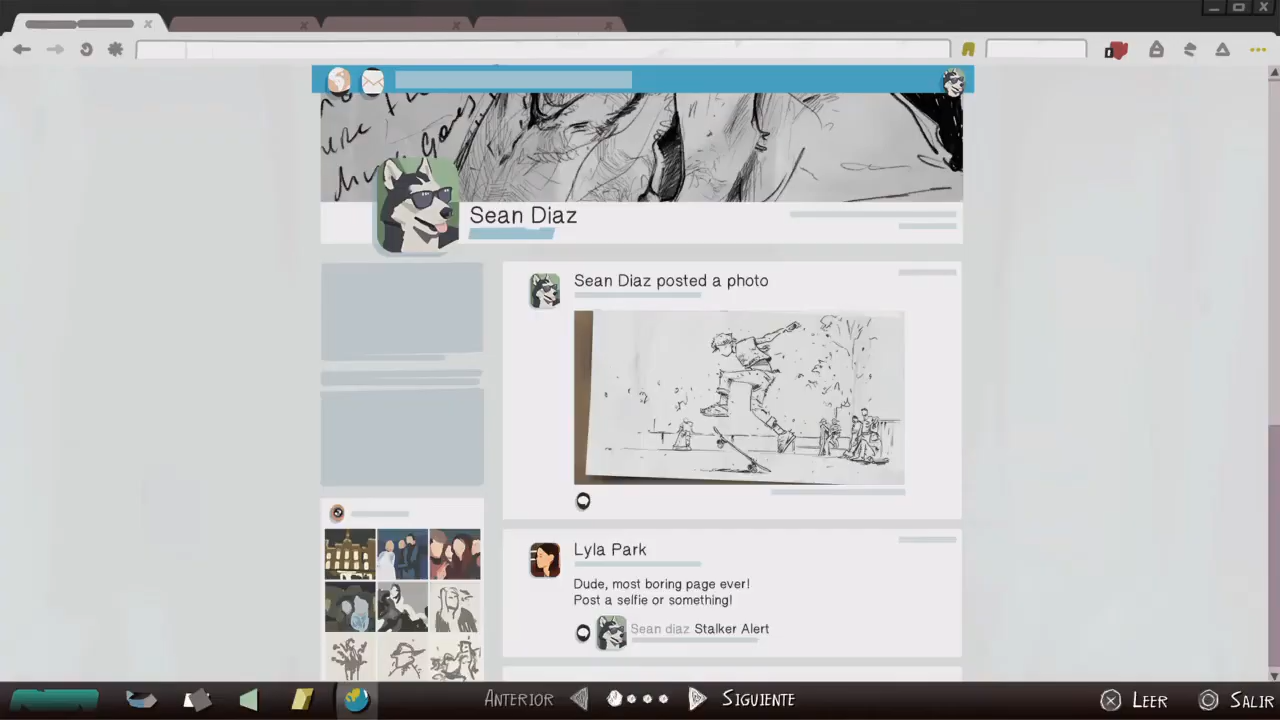 Sean Diaz
Sean Diaz posted a photo
Lyla Park
Dude, most boring page ever!
Post a selfie or something!
Sean diaz Stalker Alert
ANTERIOR
SIGUIENTE
LEER
SALIR